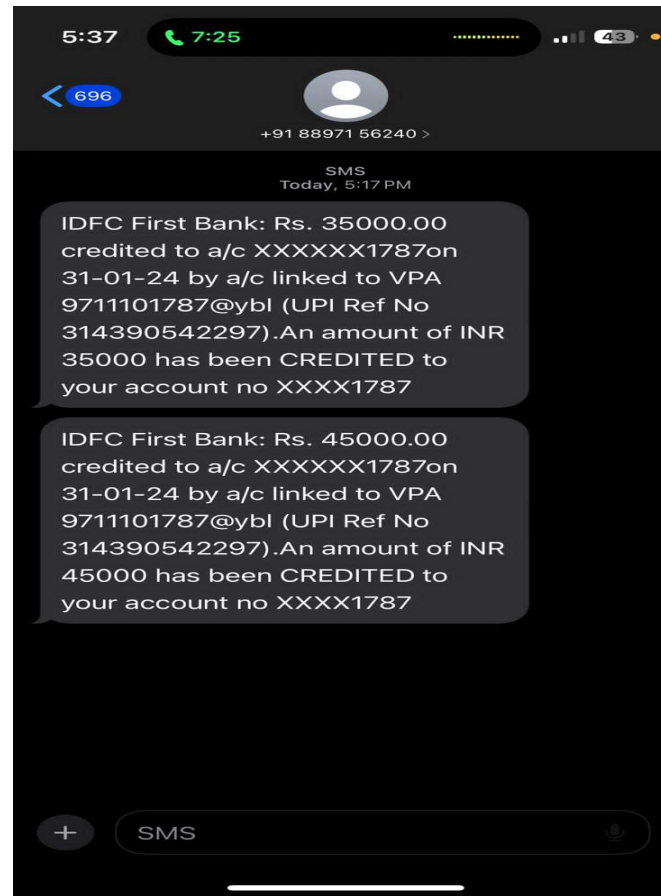 5:37 7:25 43
696
+91 88971 56240 >
SMS
Today, 5:17 PM
IDFC First Bank: Rs. 35000.00
credited to a/c XXXXXX1787on
31-01-24 by a/c linked to VPA
9711101787@ybl (UPI Ref No
314390542297).An amount of INR
35000 has been CREDITED to
your account no XXXX1787
IDFC First Bank: Rs. 45000.00
credited to a/c XXXXXX1787on
31-01-24 by a/c linked to VPA
9711101787@ybl (UPI Ref No
314390542297).An amount of INR
45000 has been CREDITED to
your account no XXXX1787
SMS